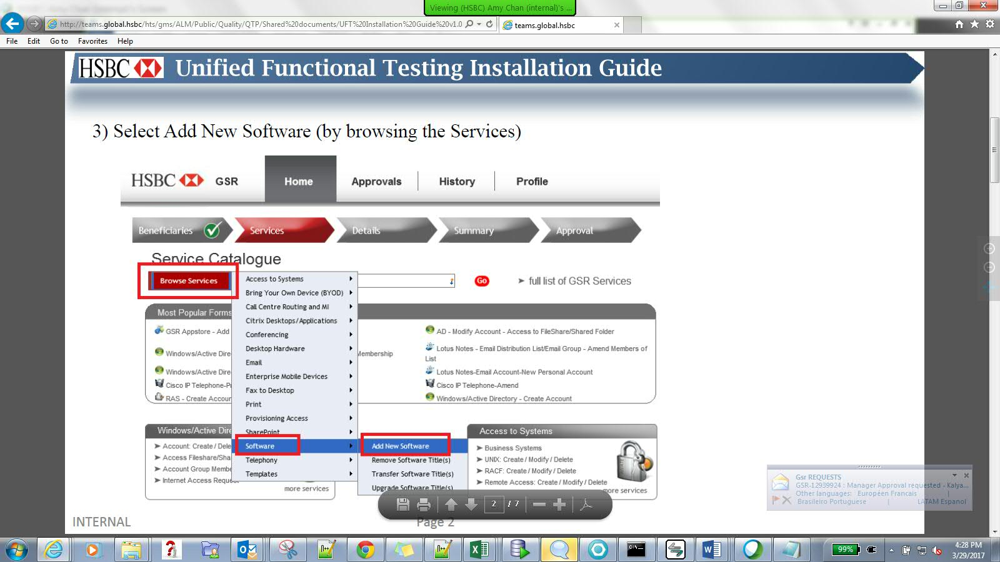 Viewing (HSBC) Amy Chan (internal)'s ...
http://teams.global.hsbc/hts/gms/ALM/Public/Quality/QTP/Shared%20documents/UFT%20Installation%20Guide%20v1.0
teams.global.hsbc
File Edit Go to Favorites Help
HSBC Unified Functional Testing Installation Guide
3) Select Add New Software (by browsing the Services)
HSBC GSR Home Approvals History Profile
Beneficiaries Services Details Summary Approval
Service Catalogue
Browse Services
Go
➤ full list of GSR Services
Access to Systems
Bring Your Own Device (BYOD)
Call Centre Routing and MI
Citrix Desktops/Applications
Conferencing
Desktop Hardware
Email
Enterprise Mobile Devices
Fax to Desktop
Print
Provisioning Access
SharePoint
Software
Telephony
Templates
Add New Software
Remove Software Title(s)
Transfer Software Title(s)
Upgrade Software Title(s)
Most Popular Forms
GSR Appstore - Add
Windows/Active Dire
Membership
Windows/Active Dire
Cisco IP Telephone-P
RAS - Create Accoun
AD - Modify Account - Access to FileShare/Shared Folder
Lotus Notes - Email Distribution List/Email Group - Amend Members of
List
Lotus Notes-Email Account-New Personal Account
Cisco IP Telephone-Amend
Windows/Active Directory - Create Account
Windows/Active Dire
➤ Account: Create / Dele
➤ Access Fileshare/Sha
➤ Account Group Membe
➤ Internet Access Reque
more services
Access to Systems
➤ Business Systems
➤ UNIX: Create / Modify / Delete
➤ RACF: Create / Modify / Delete
➤ Remote Access: Create / Modify / Delete
more services
2 / 7
INTERNAL
Page 2
Gsr REQUESTS
GSR-12939924 : Manager Approval requested - Kalya...
Other languages: Européen Francais |
Brasileiro Portuguese | LATAM Espanol
99%
4:28 PM
3/29/2017